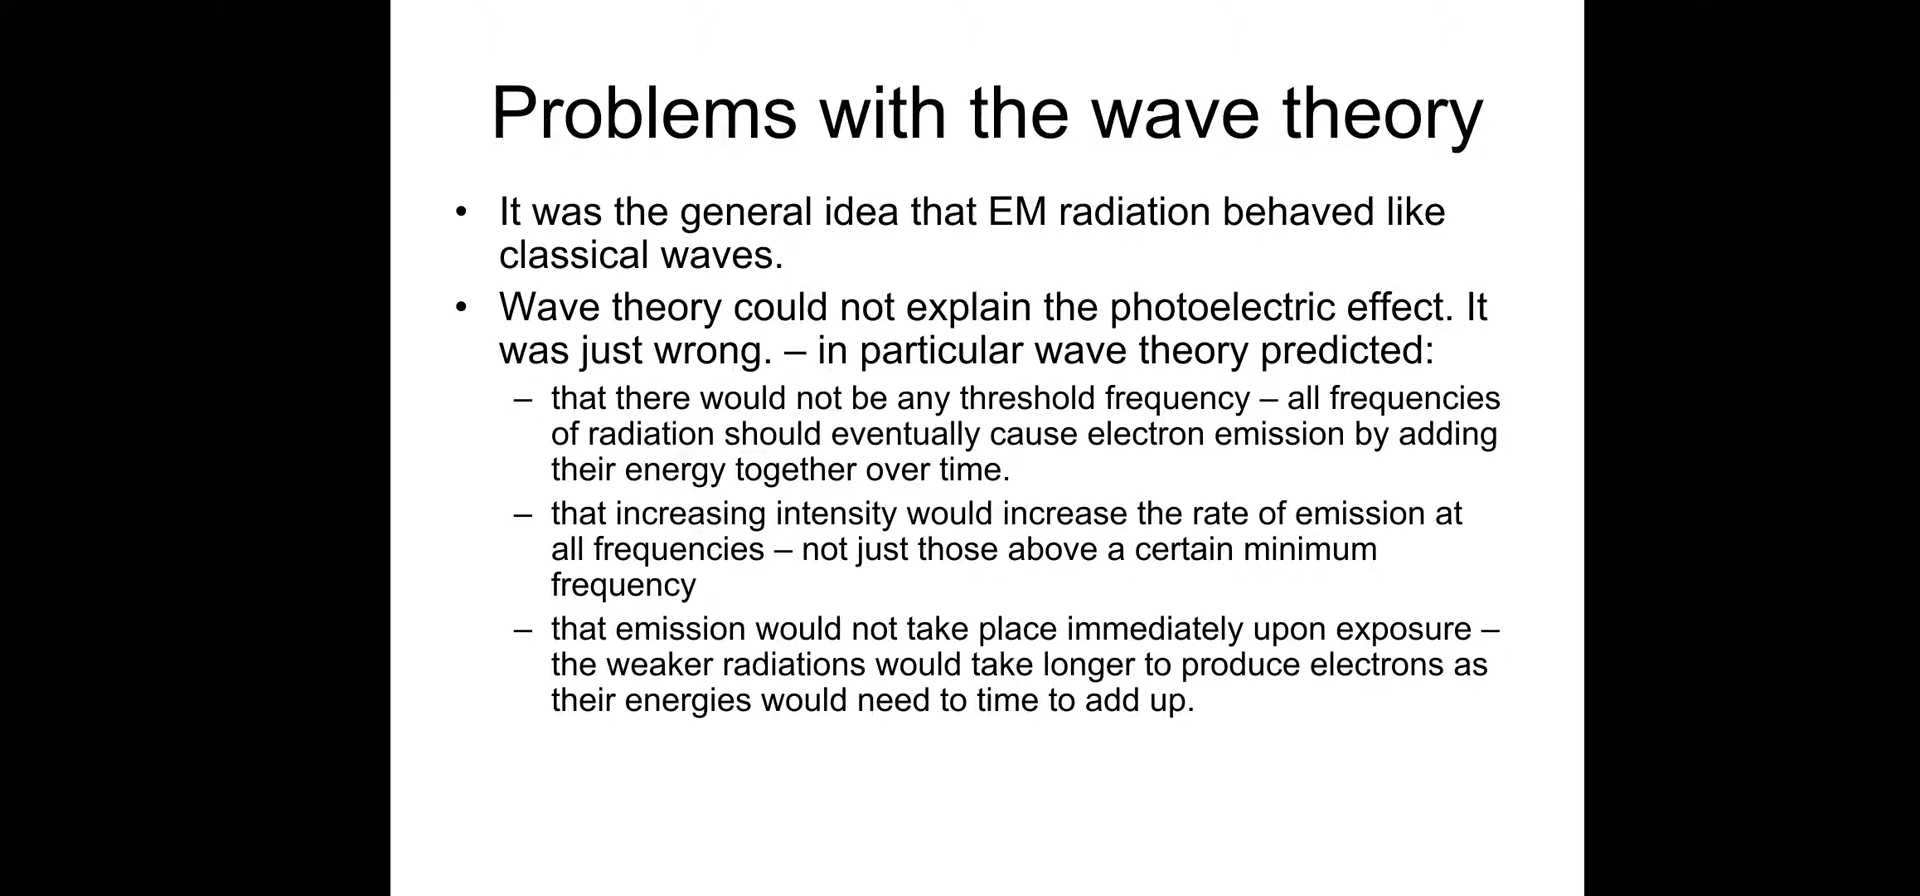 Problems with the wave theory
• It was the general idea that EM radiation behaved like
classical waves.
• Wave theory could not explain the photoelectric effect. It
was just wrong. – in particular wave theory predicted:
– that there would not be any threshold frequency – all frequencies
of radiation should eventually cause electron emission by adding
their energy together over time.
– that increasing intensity would increase the rate of emission at
all frequencies – not just those above a certain minimum
frequency
– that emission would not take place immediately upon exposure –
the weaker radiations would take longer to produce electrons as
their energies would need to time to add up.